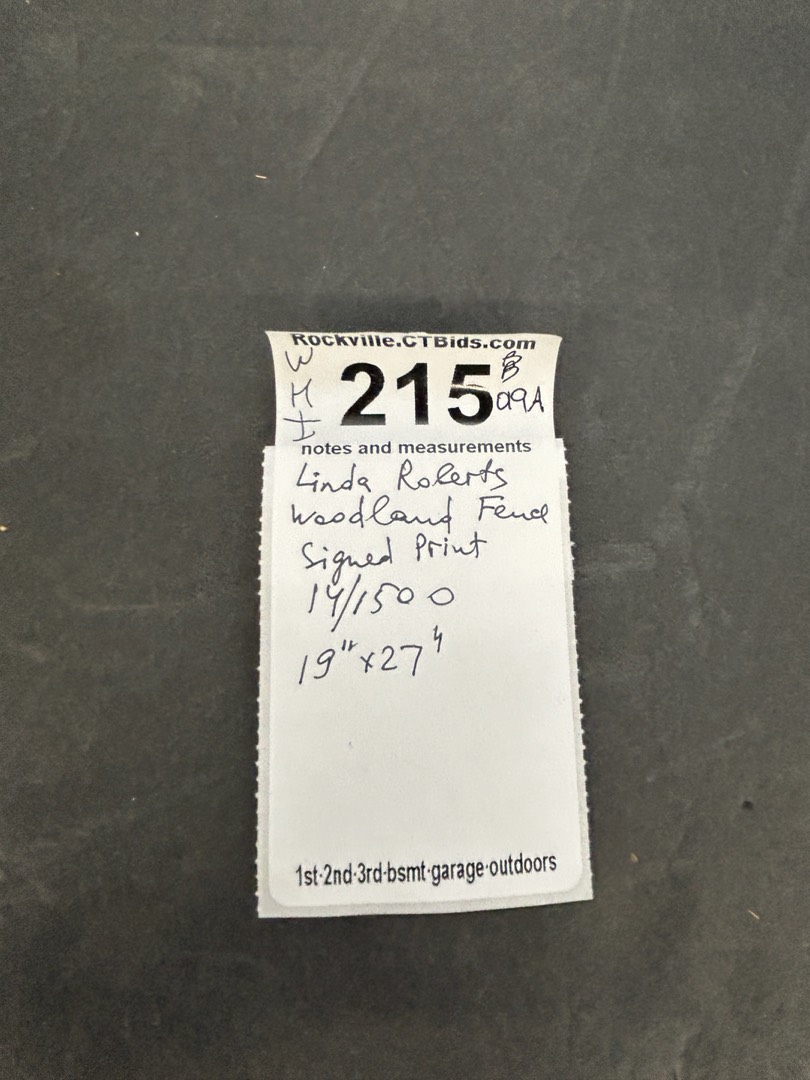 Rockville.CTBids.com
W
M
I
215
09A
notes and measurements
Linda Roberts
Woodland Fence
Signed Print
14/1500
19" x 27"
1st·2nd·3rd·bsmt·garage·outdoors